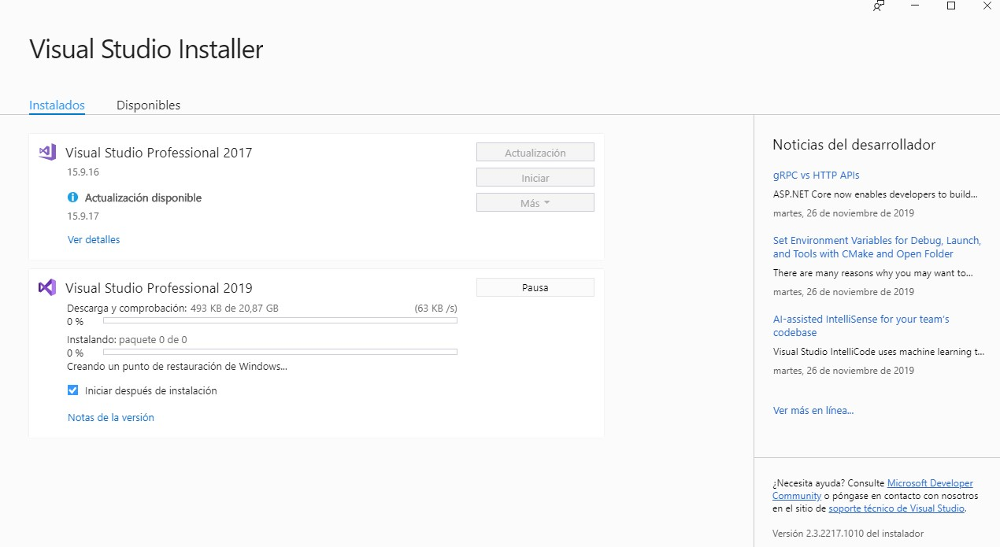 Visual Studio Installer
Instalados
Disponibles
Visual Studio Professional 2017
15.9.16
Actualización disponible
15.9.17
Ver detalles
Actualización
Iniciar
Más
Visual Studio Professional 2019
Descarga y comprobación: 493 KB de 20,87 GB
(63 KB /s)
0 %
Instalando: paquete 0 de 0
0 %
Creando un punto de restauración de Windows...
Iniciar después de instalación
Notas de la versión
Pausa
Noticias del desarrollador
gRPC vs HTTP APIs
ASP.NET Core now enables developers to build...
martes, 26 de noviembre de 2019
Set Environment Variables for Debug, Launch,
and Tools with CMake and Open Folder
There are many reasons why you may want to...
martes, 26 de noviembre de 2019
AI-assisted IntelliSense for your team's
codebase
Visual Studio IntelliCode uses machine learning t...
martes, 26 de noviembre de 2019
Ver más en línea...
¿Necesita ayuda? Consulte Microsoft Developer
Community o póngase en contacto con nosotros
en el sitio de soporte técnico de Visual Studio.
Versión 2.3.2217.1010 del instalador